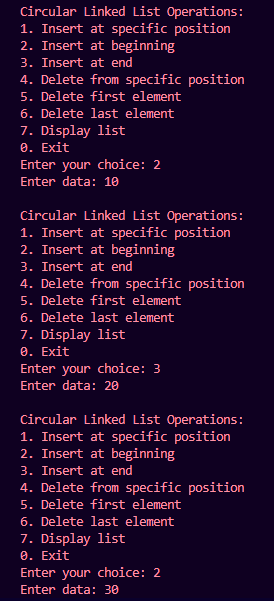 Circular Linked List Operations:
1. Insert at specific position
2. Insert at beginning
3. Insert at end
4. Delete from specific position
5. Delete first element
6. Delete last element
7. Display list
0. Exit
Enter your choice: 2
Enter data: 10

Circular Linked List Operations:
1. Insert at specific position
2. Insert at beginning
3. Insert at end
4. Delete from specific position
5. Delete first element
6. Delete last element
7. Display list
0. Exit
Enter your choice: 3
Enter data: 20

Circular Linked List Operations:
1. Insert at specific position
2. Insert at beginning
3. Insert at end
4. Delete from specific position
5. Delete first element
6. Delete last element
7. Display list
0. Exit
Enter your choice: 2
Enter data: 30